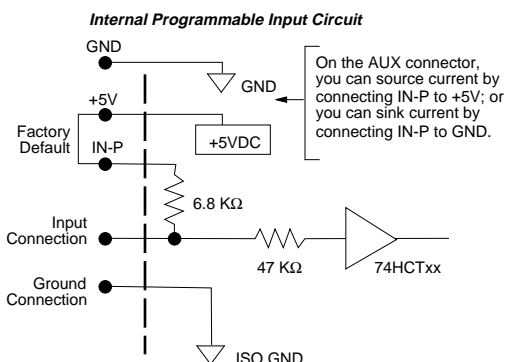 Internal Programmable Input Circuit
GND
GND
On the AUX connector,
you can source current by
connecting IN-P to +5V; or
you can sink current by
connecting IN-P to GND.
+5V
Factory
Default
IN-P
+5VDC
6.8 KΩ
Input
Connection
47 KΩ
74HCTxx
Ground
Connection
ISO GND